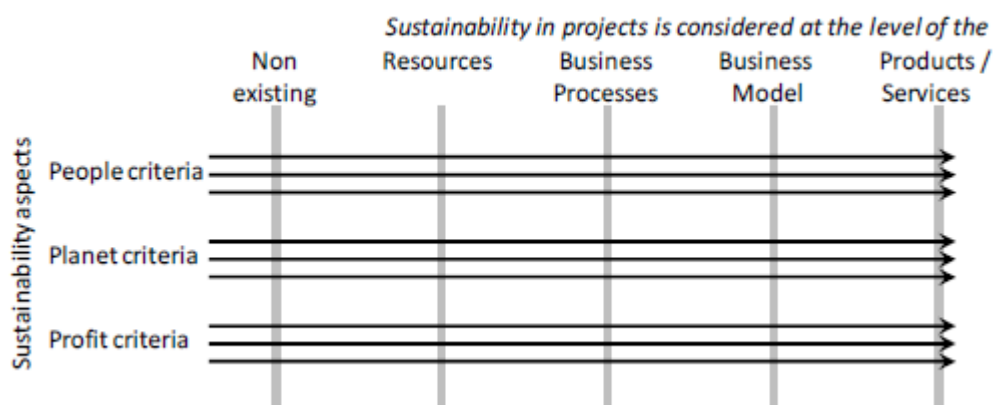 Sustainability in projects is considered at the level of the
Non existing
Resources
Business Processes
Business Model
Products / Services
Sustainability aspects
People criteria
Planet criteria
Profit criteria